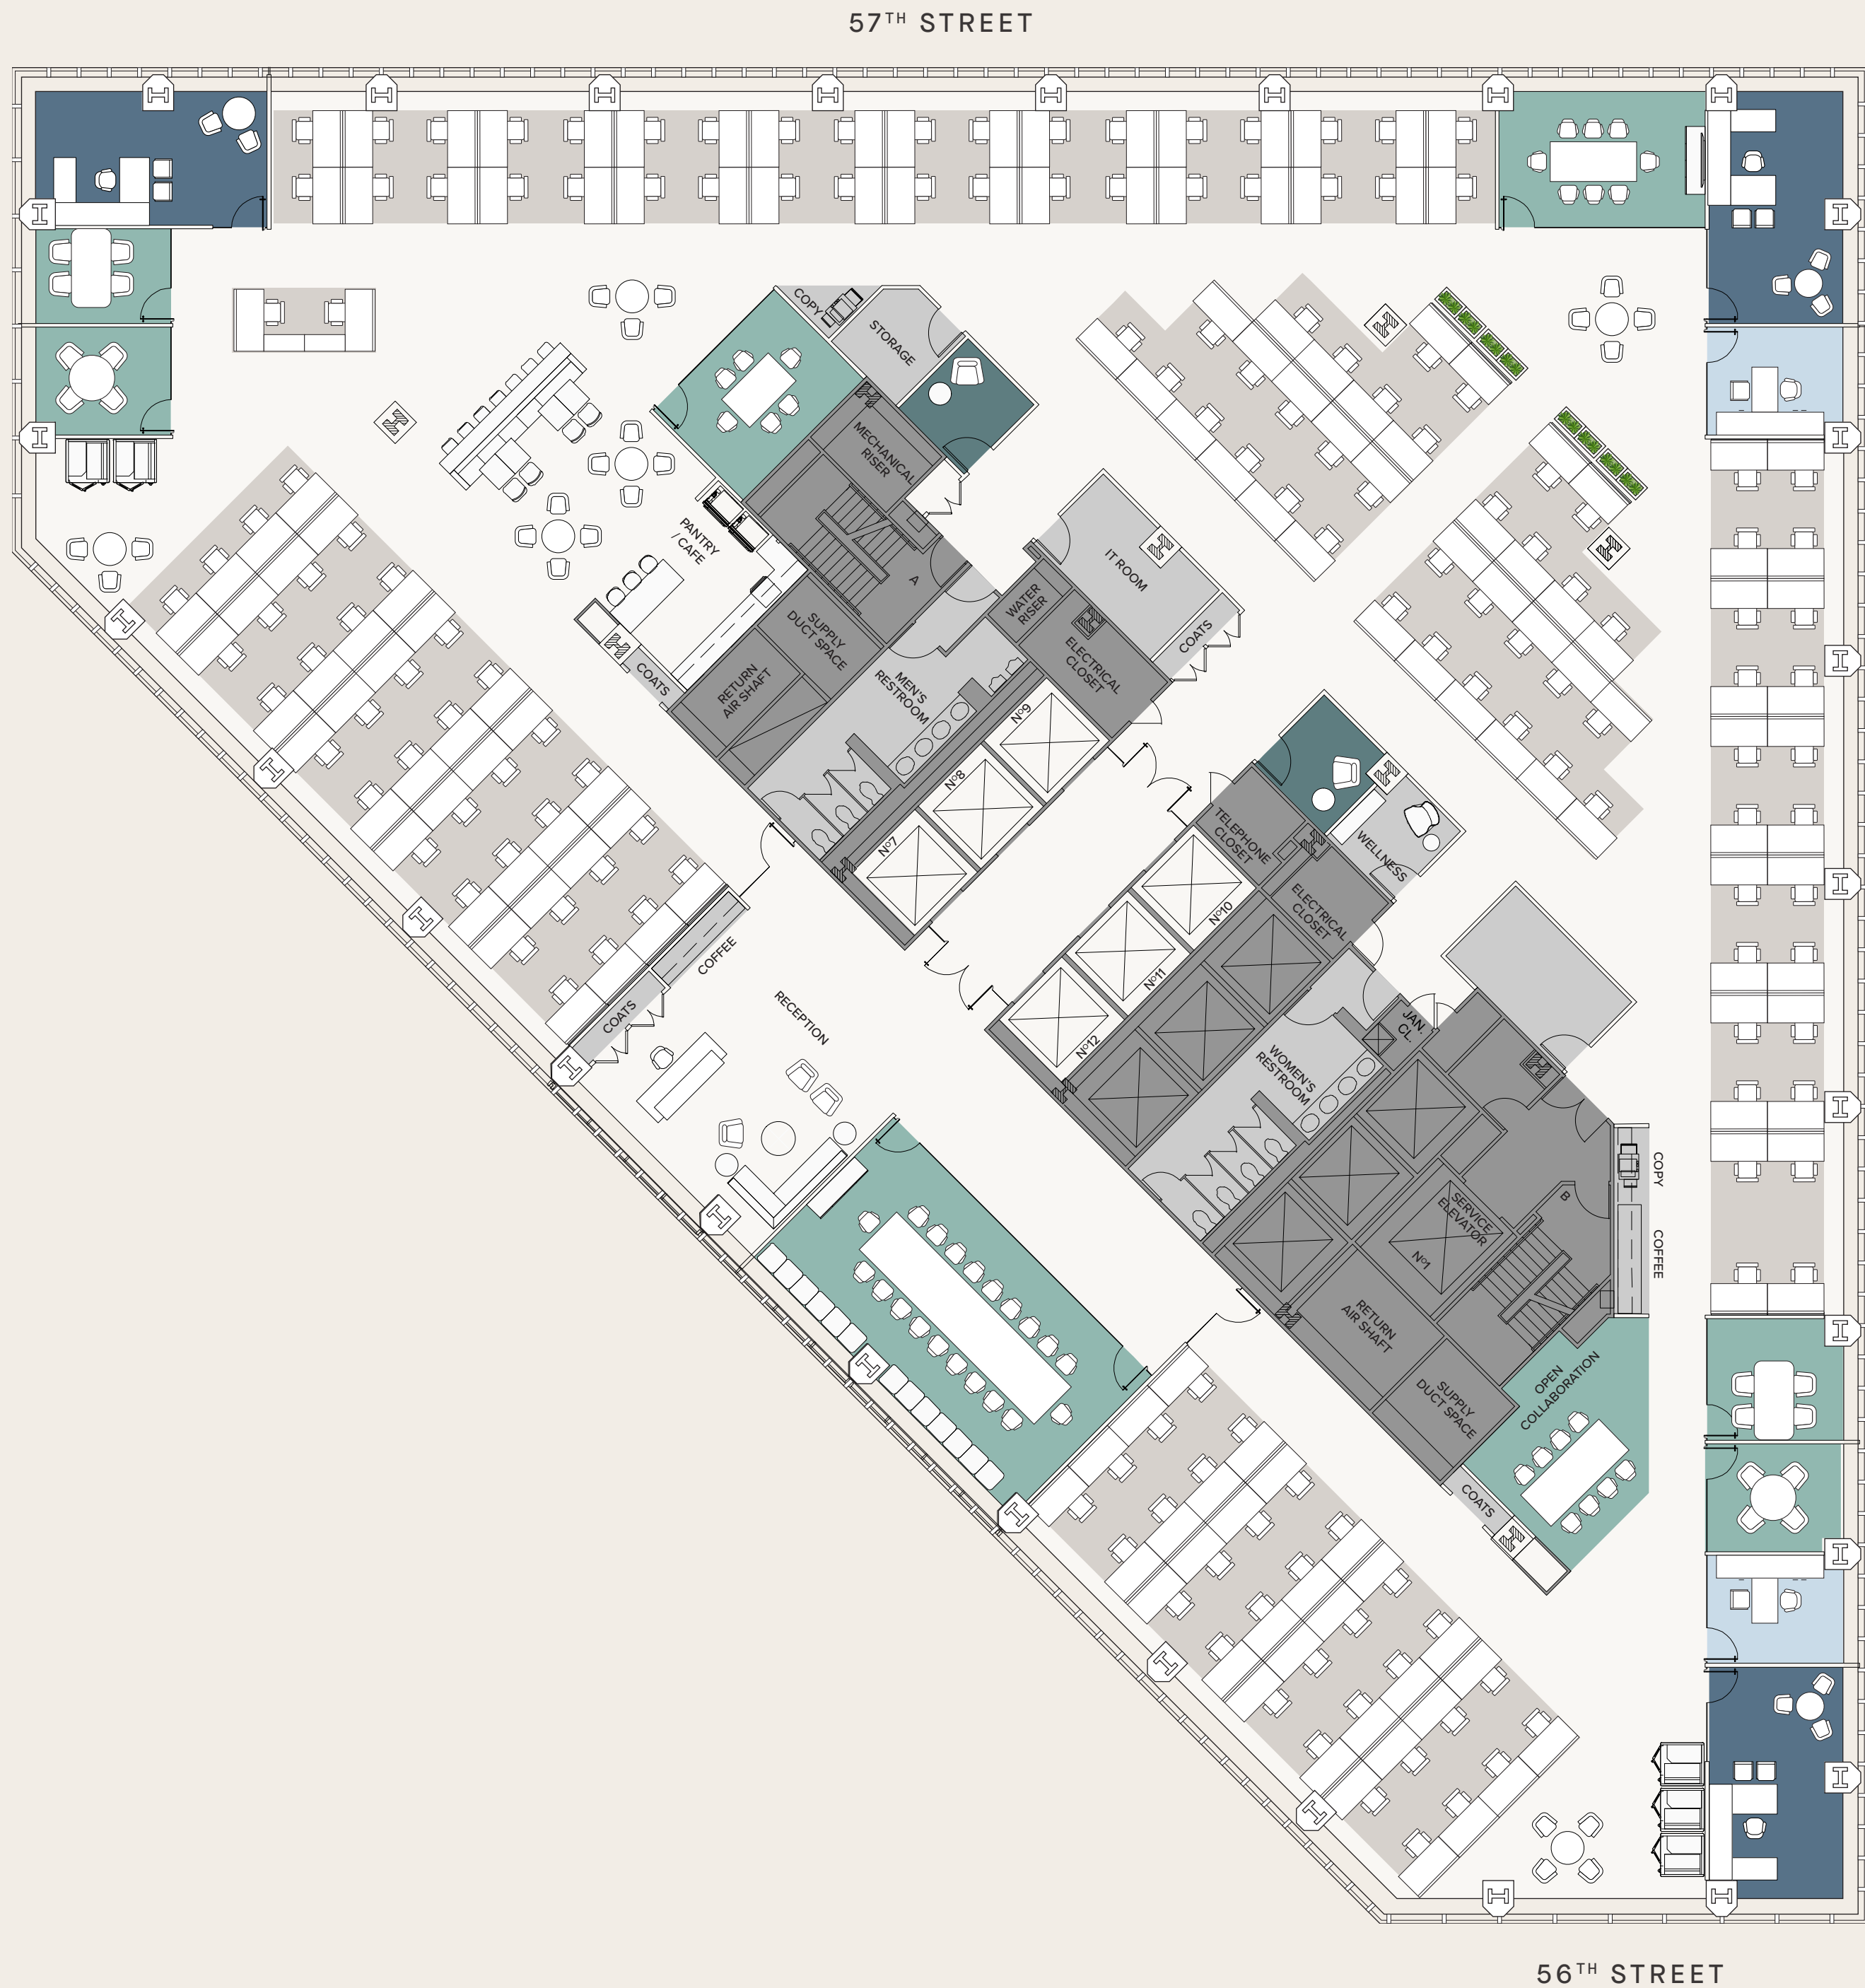 57TH STREET
COPY
STORAGE
MECHANICAL
RISER
PANTRY
/ CAFE
A
IT ROOM
WATER
RISER
COATS
SUPPLY
DUCT SPACE
ELECTRICAL
CLOSET
COATS
RETURN
AIR SHAFT
MEN'S
RESTROOM
Nº9
Nº8
Nº7
TELEPHONE
CLOSET
WELLNESS
Nº10
ELECTRICAL
CLOSET
COFFEE
Nº11
COATS
RECEPTION
Nº12
JAN.
CL.
WOMEN'S
RESTROOM
COPY
B
SERVICE
ELEVATOR
Nº1
COFFEE
RETURN
AIR SHAFT
OPEN
COLLABORATION
SUPPLY
DUCT SPACE
COATS
56TH STREET